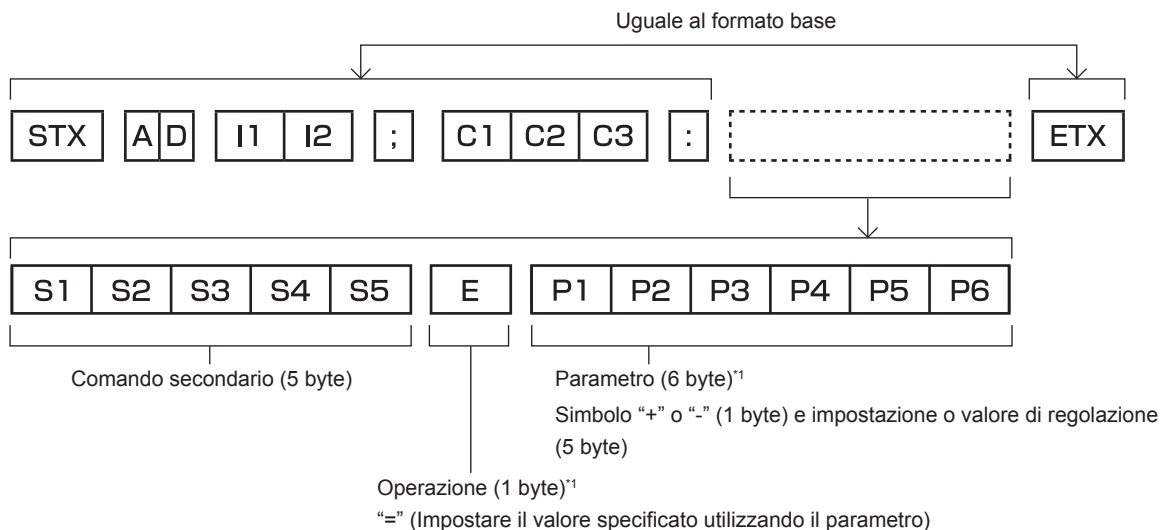 Uguale al formato base
STX A D I1 I2 ; C1 C2 C3 : ETX
S1 S2 S3 S4 S5 E P1 P2 P3 P4 P5 P6
Comando secondario (5 byte)
Parametro (6 byte)*1
Simbolo “+” o “-” (1 byte) e impostazione o valore di regolazione
(5 byte)
Operazione (1 byte)*1
“=” (Impostare il valore specificato utilizzando il parametro)